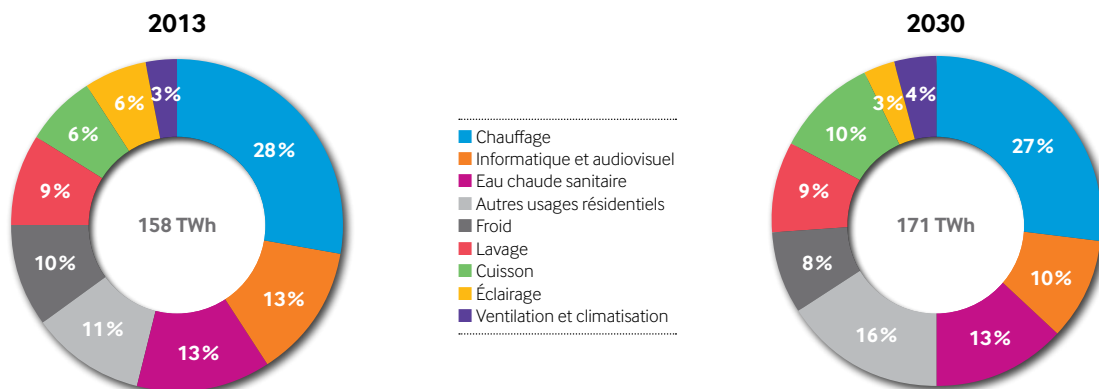 2013
28%
13%
13%
11%
10%
9%
6%
6%
3%
158 TWh
Chauffage
Informatique et audiovisuel
Eau chaude sanitaire
Autres usages résidentiels
Froid
Lavage
Cuisson
Éclairage
Ventilation et climatisation
2030
27%
10%
13%
16%
8%
9%
10%
3%
4%
171 TWh